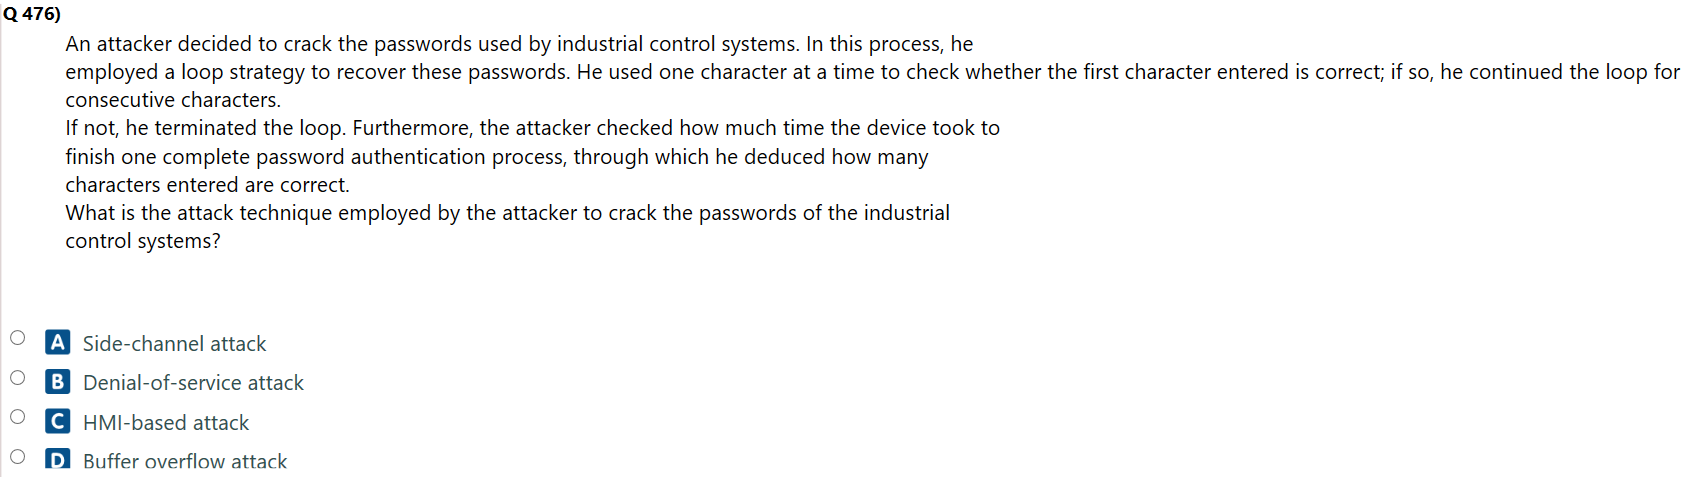 Q 476)
An attacker decided to crack the passwords used by industrial control systems. In this process, he
employed a loop strategy to recover these passwords. He used one character at a time to check whether the first character entered is correct; if so, he continued the loop for
consecutive characters.
If not, he terminated the loop. Furthermore, the attacker checked how much time the device took to
finish one complete password authentication process, through which he deduced how many
characters entered are correct.
What is the attack technique employed by the attacker to crack the passwords of the industrial
control systems?
A Side-channel attack
B Denial-of-service attack
C HMI-based attack
D Buffer overflow attack